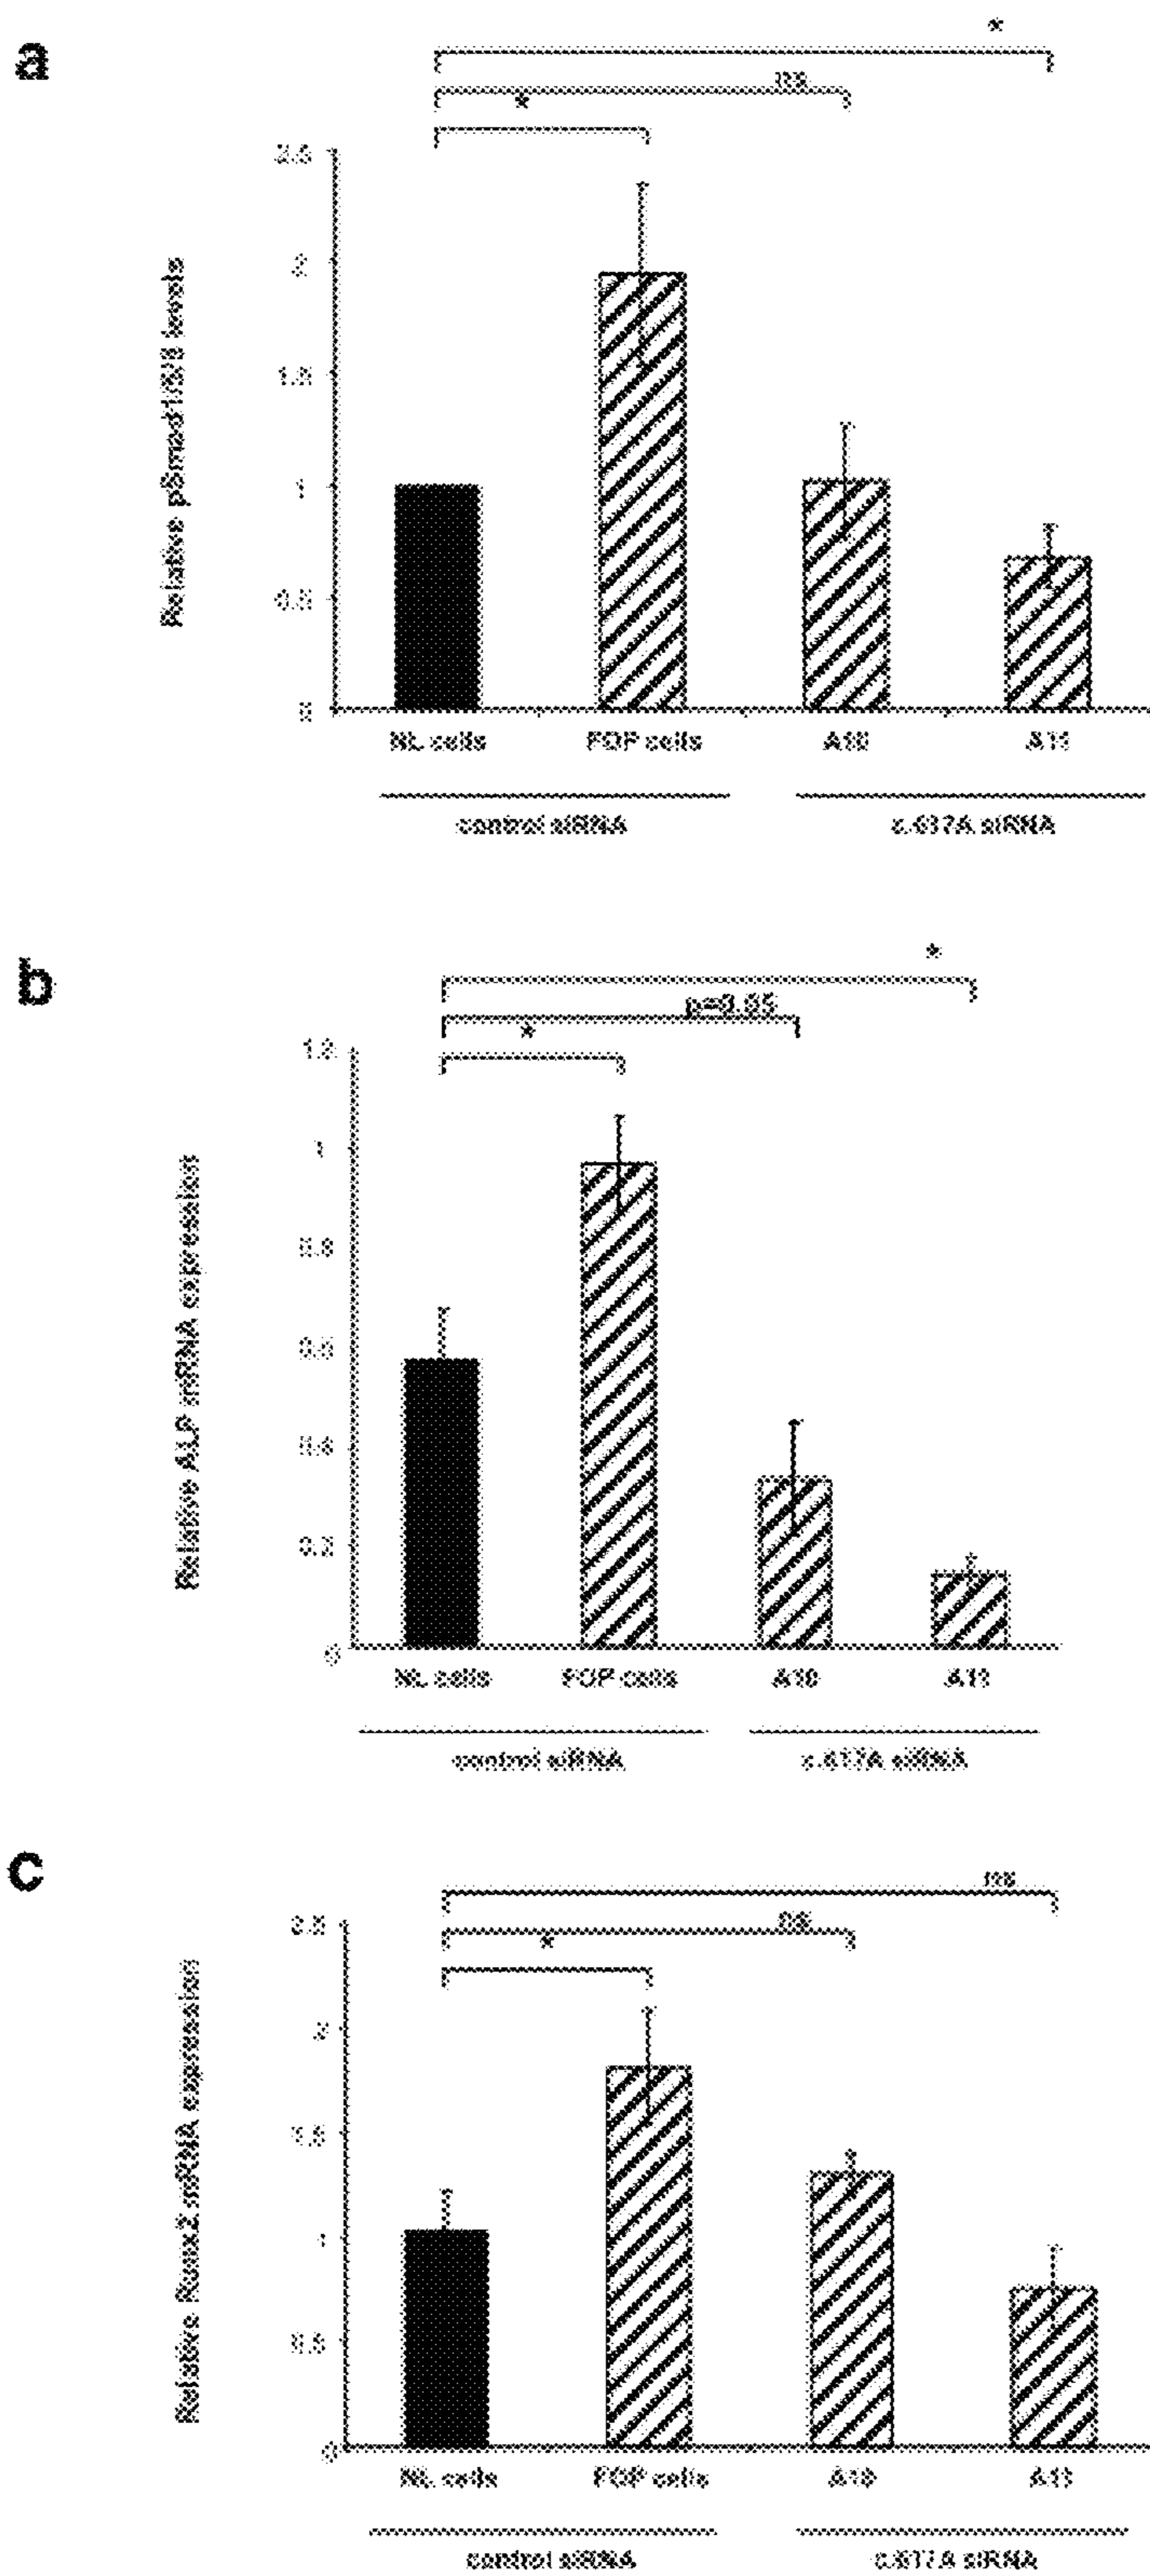 a
*
ns
*
2.5
2
1.5
1
0.5
0
Relative pSmad1/5/8 levels
NL cells FOP cells A10 A11
control siRNA c.617A siRNA
b
*
p=0.05
*
1.2
1
0.8
0.6
0.4
0.2
0
Relative ALP mRNA expression
NL cells FOP cells A10 A11
control siRNA c.617A siRNA
c
ns
ns
*
2.5
2
1.5
1
0.5
0
Relative Runx2 mRNA expression
NL cells FOP cells A10 A11
control siRNA c.617A siRNA